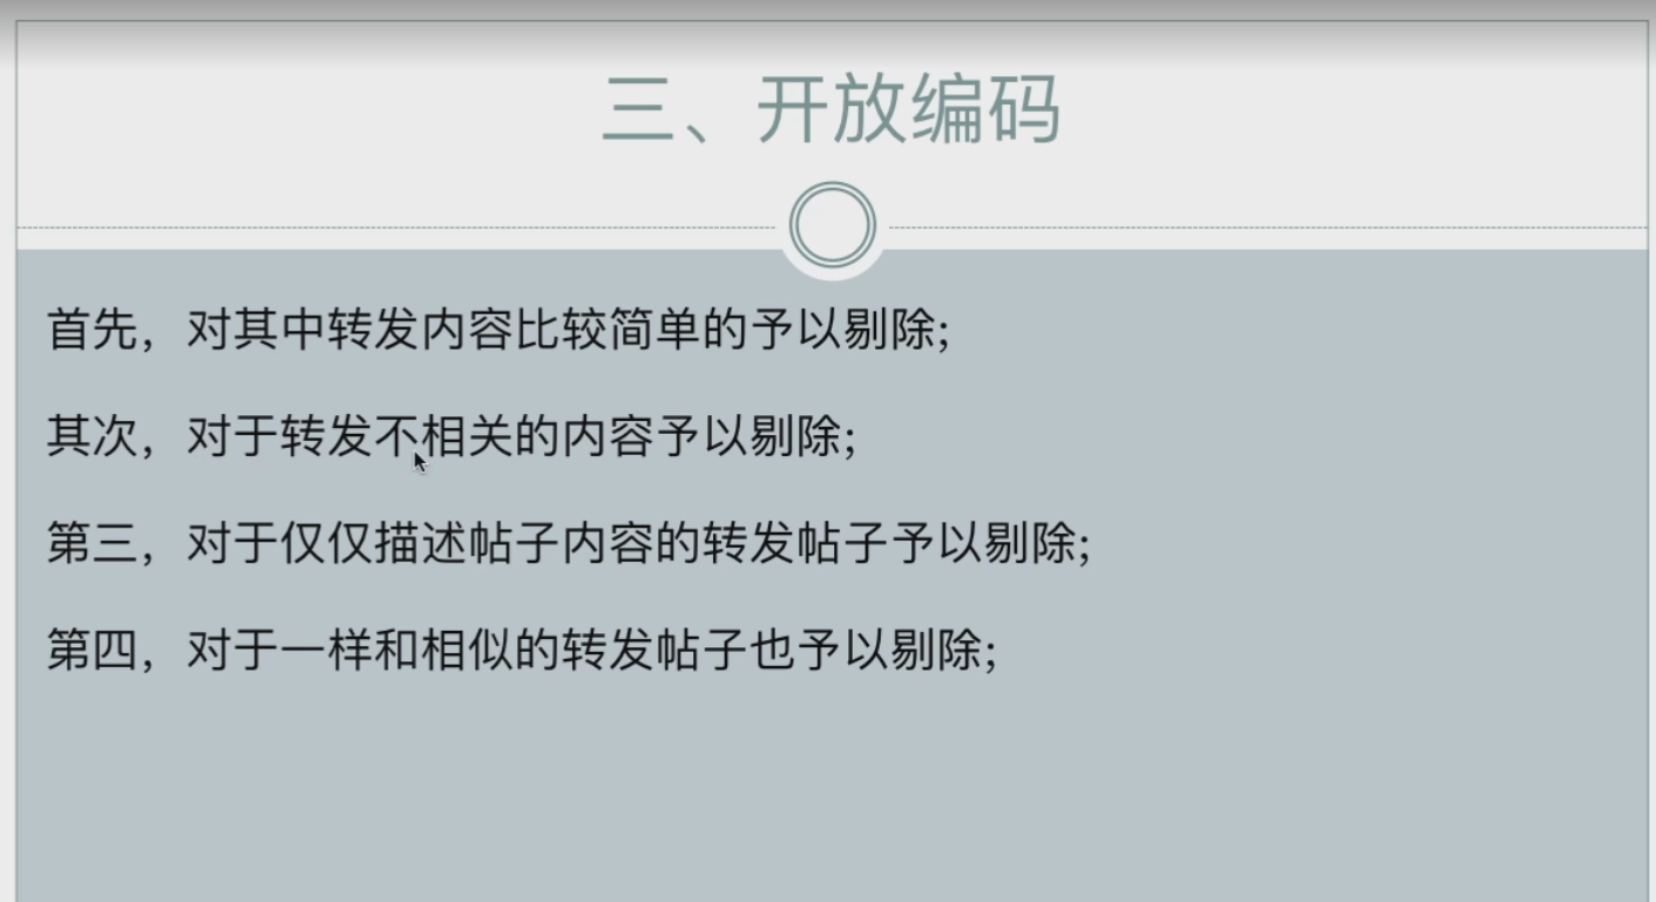 三、开放编码
首先，对其中转发内容比较简单的予以剔除;
其次，对于转发不相关的内容予以剔除;
第三，对于仅仅描述帖子内容的转发帖子予以剔除;
第四，对于一样和相似的转发帖子也予以剔除;